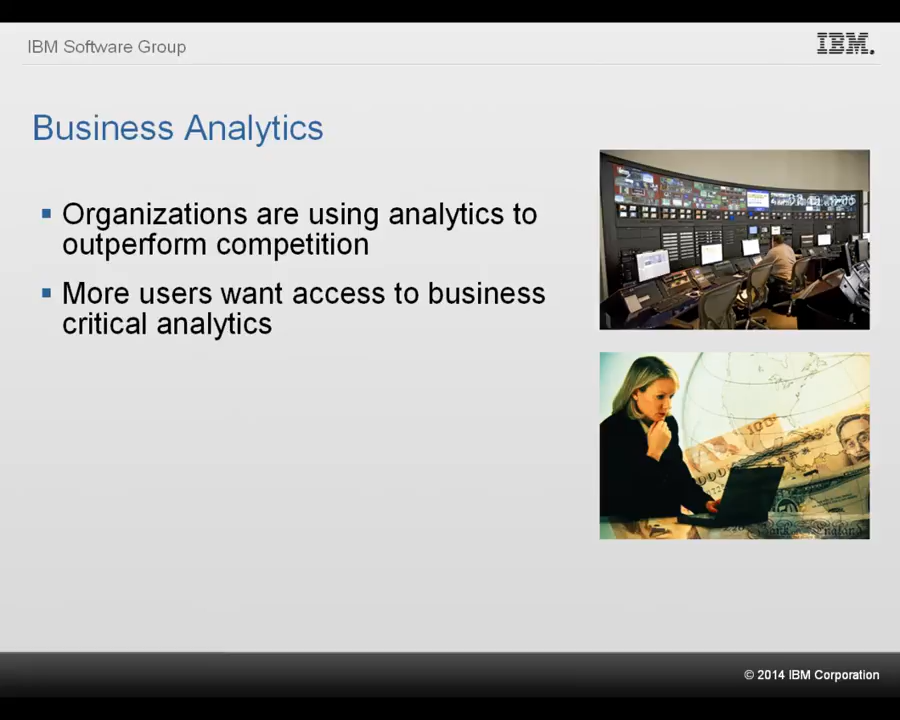 IBM Software Group
IBM.
Business Analytics
▪ Organizations are using analytics to
outperform competition
▪ More users want access to business
critical analytics
© 2014 IBM Corporation